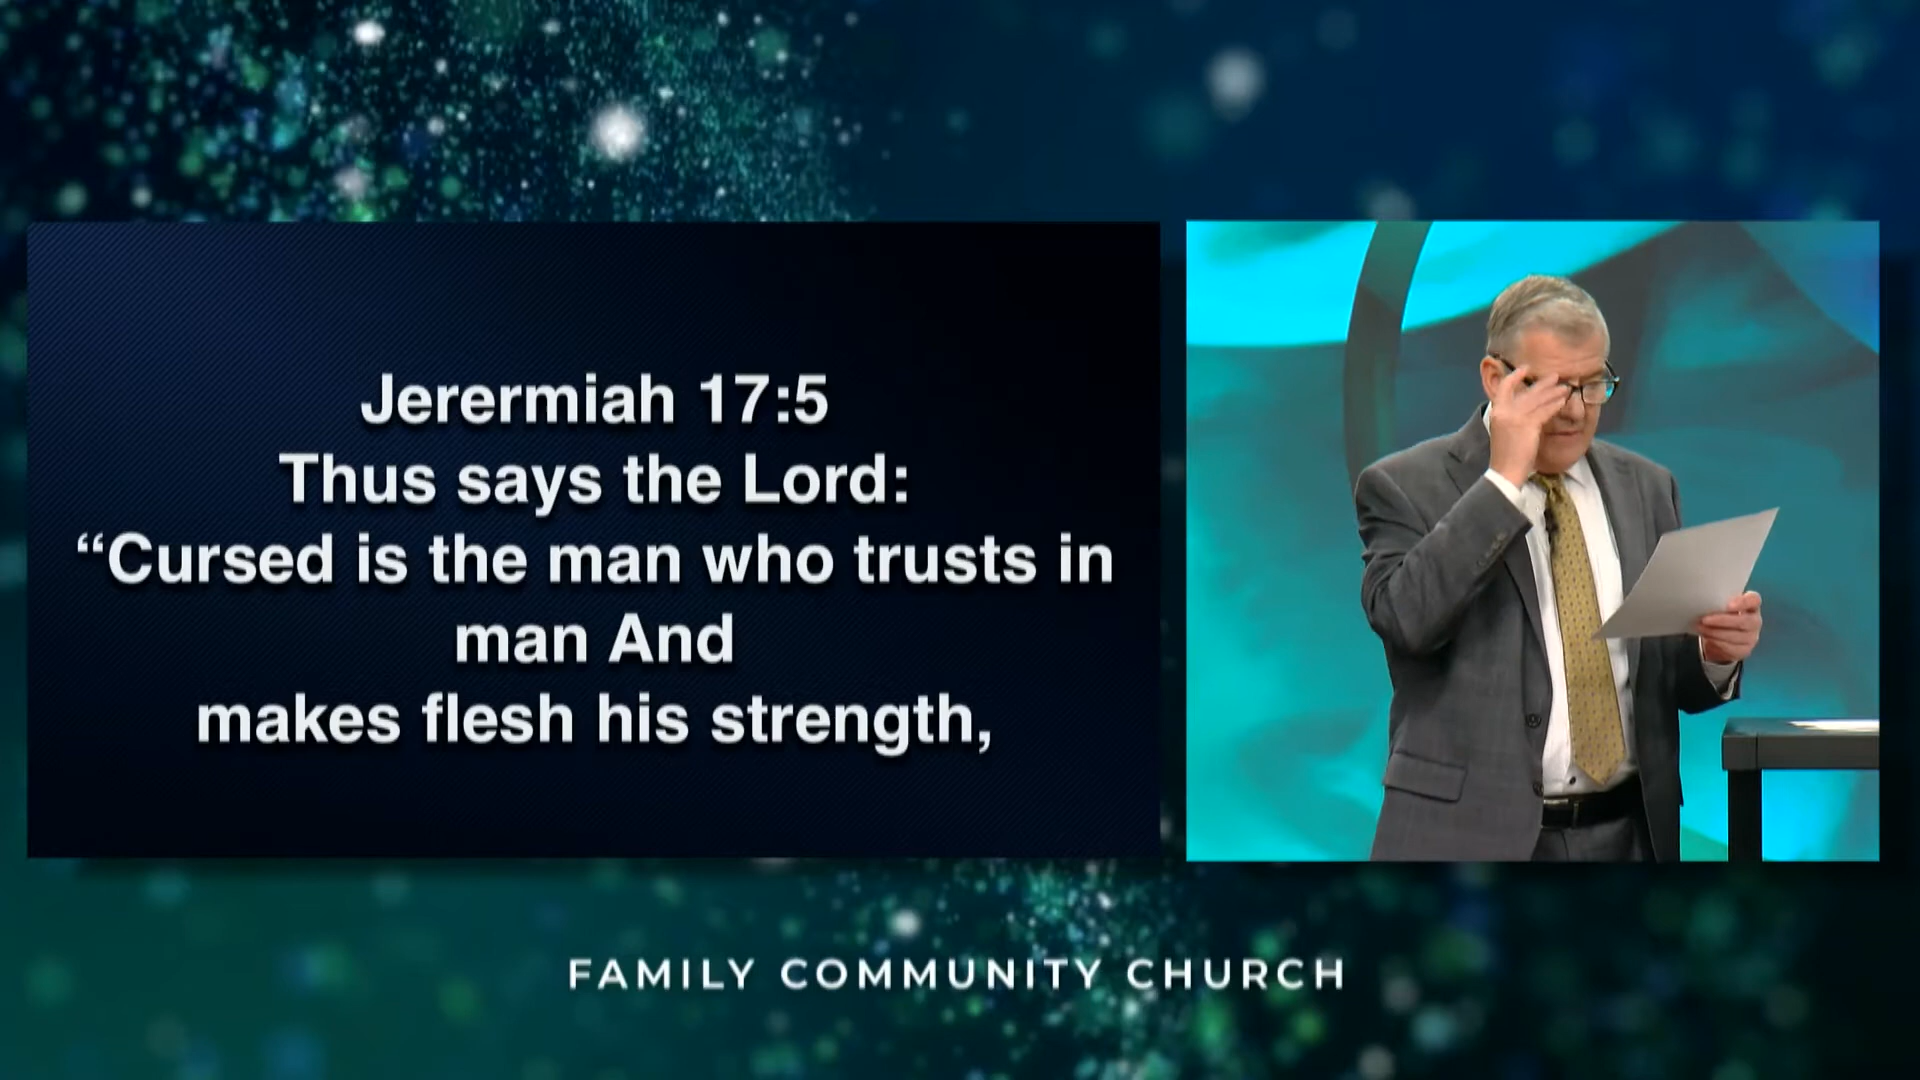 Jerermiah 17:5
Thus says the Lord:
“Cursed is the man who trusts in
man And
makes flesh his strength,
FAMILY COMMUNITY CHURCH